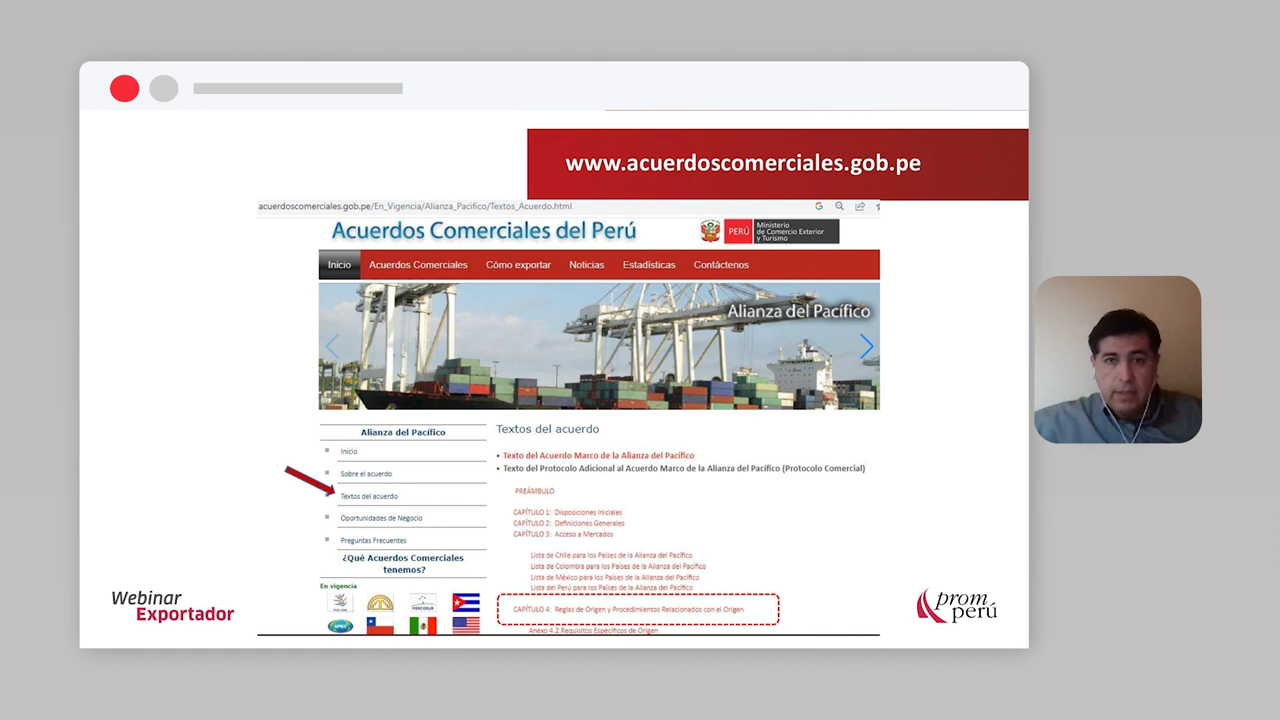 www.acuerdoscomerciales.gob.pe
acuerdoscomerciales.gob.pe/En_Vigencia/Alianza_Pacifico/Textos_Acuerdo.html
Acuerdos Comerciales del Perú
PERÚ
Ministerio
de Comercio Exterior
y Turismo
Inicio Acuerdos Comerciales Cómo exportar Noticias Estadísticas Contáctenos
Alianza del Pacífico
Alianza del Pacífico
Inicio
Sobre el acuerdo
Textos del acuerdo
Oportunidades de Negocio
Preguntas Frecuentes
¿Qué Acuerdos Comerciales
tenemos?
En vigencia
MERCOSUR
APEC
Textos del acuerdo
• Texto del Acuerdo Marco de la Alianza del Pacífico
• Texto del Protocolo Adicional al Acuerdo Marco de la Alianza del Pacífico (Protocolo Comercial)
PREÁMBULO
CAPÍTULO 1: Disposiciones Iniciales
CAPÍTULO 2: Definiciones Generales
CAPÍTULO 3: Acceso a Mercados
Lista de Chile para los Países de la Alianza del Pacífico
Lista de Colombia para los Países de la Alianza del Pacífico
Lista de México para los Países de la Alianza del Pacífico
Lista del Perú para los Países de la Alianza del Pacífico
CAPÍTULO 4: Reglas de Origen y Procedimientos Relacionados con el Origen
Anexo 4.2 Requisitos Específicos de Origen
Webinar
Exportador
prom
perú